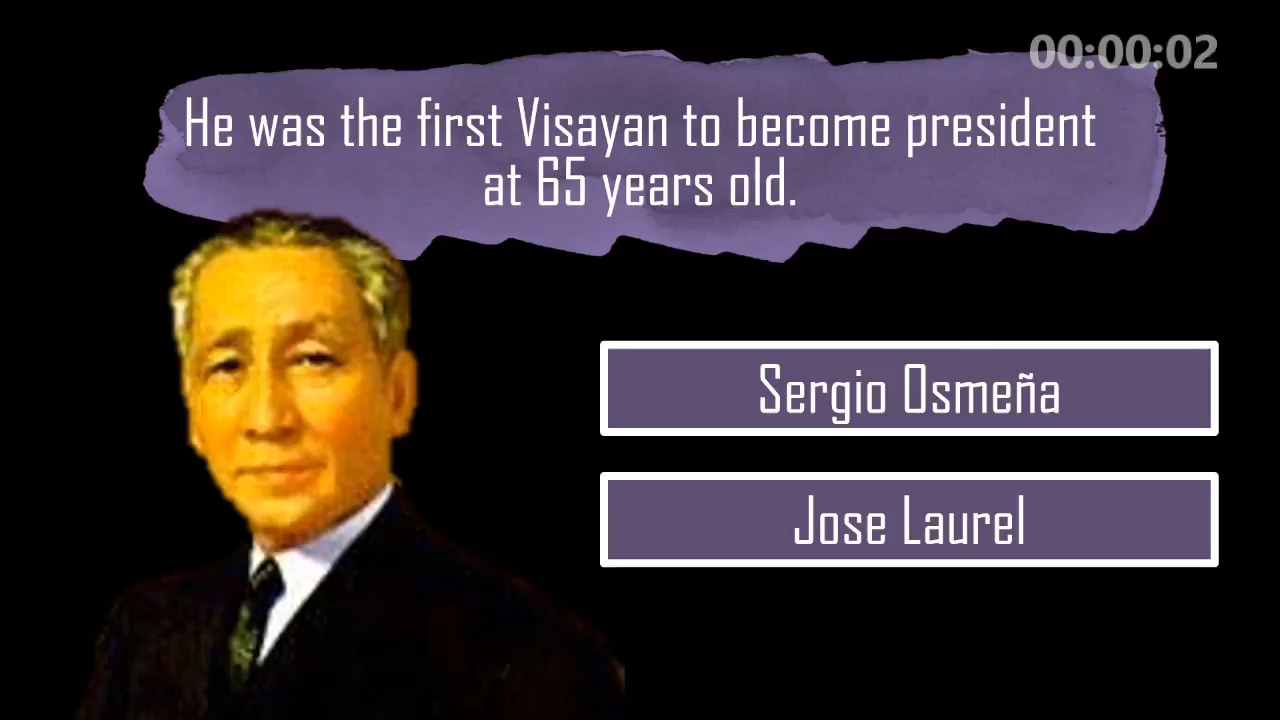 00:00:02
He was the first Visayan to become president
at 65 years old.
Sergio Osmeña
Jose Laurel